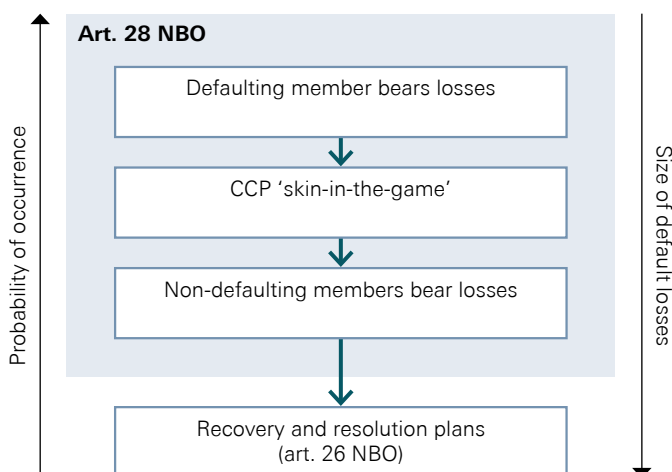 Art. 28 NBO
Defaulting member bears losses
CCP ‘skin-in-the-game’
Non-defaulting members bear losses
Recovery and resolution plans
(art. 26 NBO)
Probability of occurrence
Size of default losses